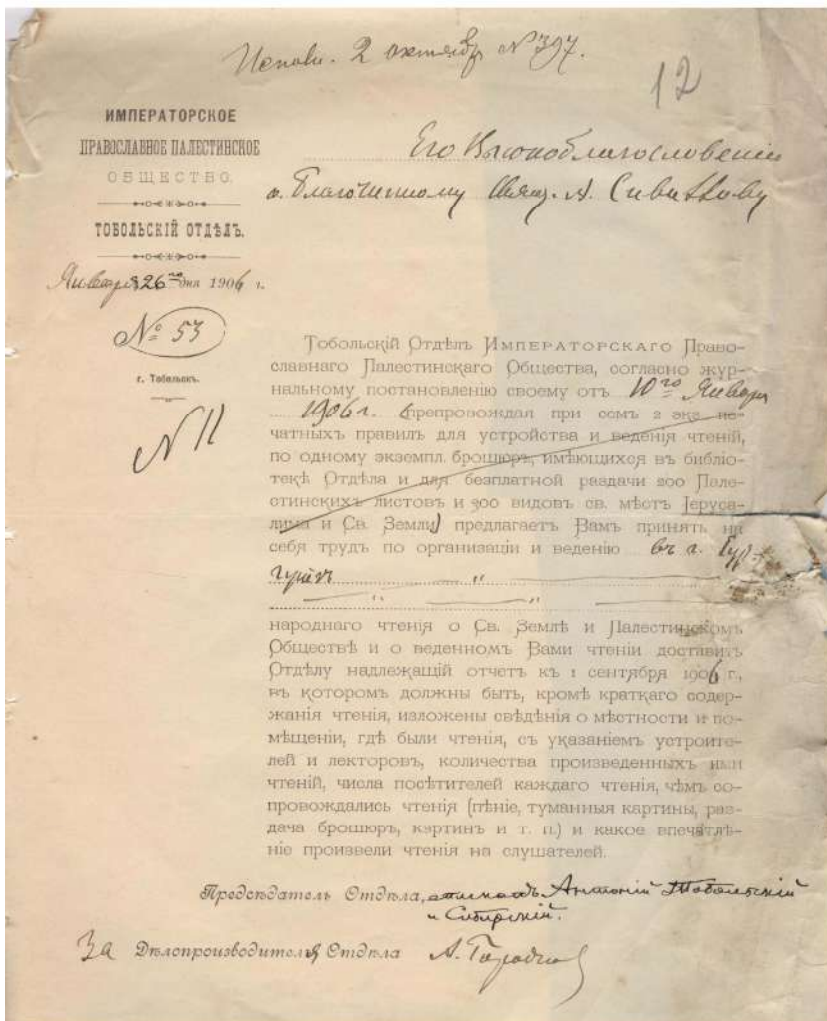 Исполн. 2 октябр № 397.
12
ИМПЕРАТОРСКОЕ
ПРАВОСЛАВНОЕ ПАЛЕСТИНСКОЕ
ОБЩЕСТВО.
ТОБОЛЬСКІЙ ОТДѢЛЪ.
Января 26 го дня 1906 г.
№ 53
г. Тобольскъ.
N 11
Его Высокоблагословенію
о. Благочинному Свящ. А.
Тобольскій Отдѣлъ ИМПЕРАТОРСКАГО Право-
славнаго Палестинскаго Общества, согласно жур-
нальному постановленію своему отъ 10 го Января
1906 г. (препровождая при семъ 2 экз. пе-
чатныхъ правилъ для устройства и веденія чтеній,
по одному экземпл. брошюръ, имѣющихся въ библіо-
текѣ Отдѣла и для безплатной раздачи 200 Пале-
стинскихъ листовъ и 300 видовъ св. мѣстъ Іеруса-
лима и Св. Земли) предлагаетъ Вамъ принять на
себя трудъ по организаціи и веденію въ г. Тур-
" "
народнаго чтенія о Св. Землѣ и Палестинскомъ
Обществѣ и о веденномъ Вами чтеніи доставить
Отдѣлу надлежащій отчетъ къ 1 сентября 1906 г.,
въ которомъ должны быть, кромѣ краткаго содер-
жанія чтенія, изложены свѣдѣнія о мѣстности и по-
мѣщеніи, гдѣ были чтенія, съ указаніемъ устроите-
лей и лекторовъ, количества произведенныхъ ими
чтеній, числа посѣтителей каждаго чтенія, чѣмъ со-
провождались чтенія (пѣніе, туманныя картины, раз-
дача брошюръ, картинъ и т. п.) и какое впечатлѣ-
ніе произвели чтенія на слушателей.
Предсѣдатель Отдѣла, епископъ Антоній Тобольскій
и Сибирскій.
За Дѣлопроизводителя Отдѣла А.